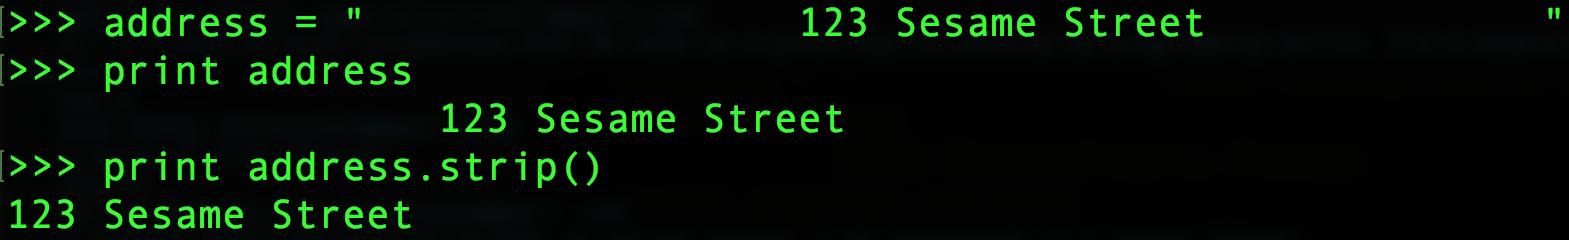 >>> address = "                  123 Sesame Street              "
>>> print address
                  123 Sesame Street
>>> print address.strip()
123 Sesame Street